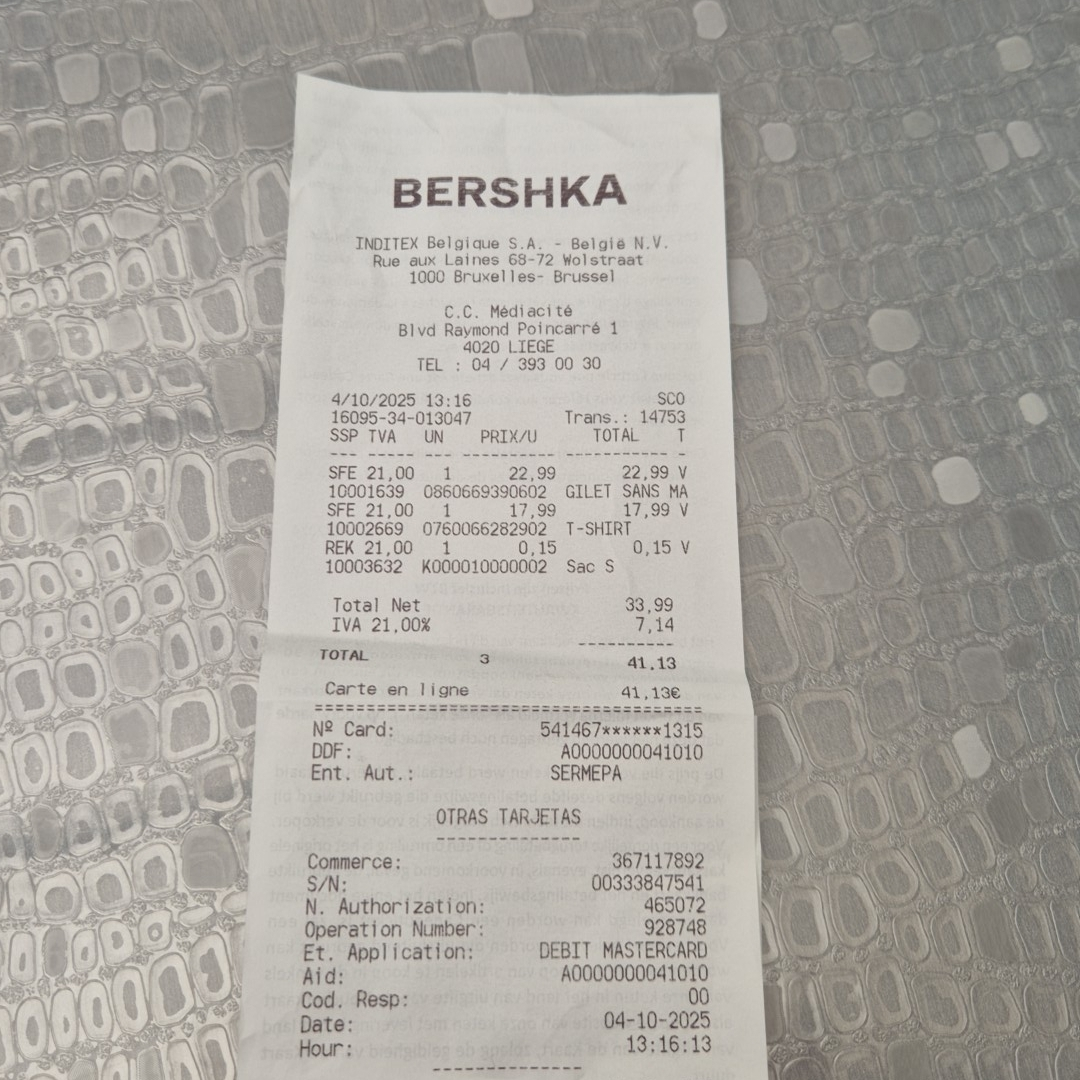 BERSHKA
INDITEX Belgique S.A. - België N.V.
Rue aux Laines 68-72 Wolstraat
1000 Bruxelles- Brussel
C.C. Médiacité
Blvd Raymond Poincarré 1
4020 LIEGE
TEL : 04 / 393 00 30
4/10/2025 13:16 SCO
16095-34-013047 Trans.: 14753
SSP TVA UN PRIX/U TOTAL T
--- ----- --- ---------- ----------- -
SFE 21,00 1 22,99 22,99 V
10001639 0860669390602 GILET SANS MA
SFE 21,00 1 17,99 17,99 V
10002669 0760066282902 T-SHIRT
REK 21,00 1 0,15 0,15 V
10003632 K000010000002 Sac S
Total Net 33,99
IVA 21,00% 7,14
-----------
TOTAL 3 41,13
Carte en ligne 41,13€
==========================================
Nº Card: 541467******1315
DDF: A0000000041010
Ent. Aut.: SERMEPA
OTRAS TARJETAS
---------------
Commerce: 367117892
S/N: 00333847541
N. Authorization: 465072
Operation Number: 928748
Et. Application: DEBIT MASTERCARD
Aid: A0000000041010
Cod. Resp: 00
Date: 04-10-2025
Hour: 13:16:13
---------------